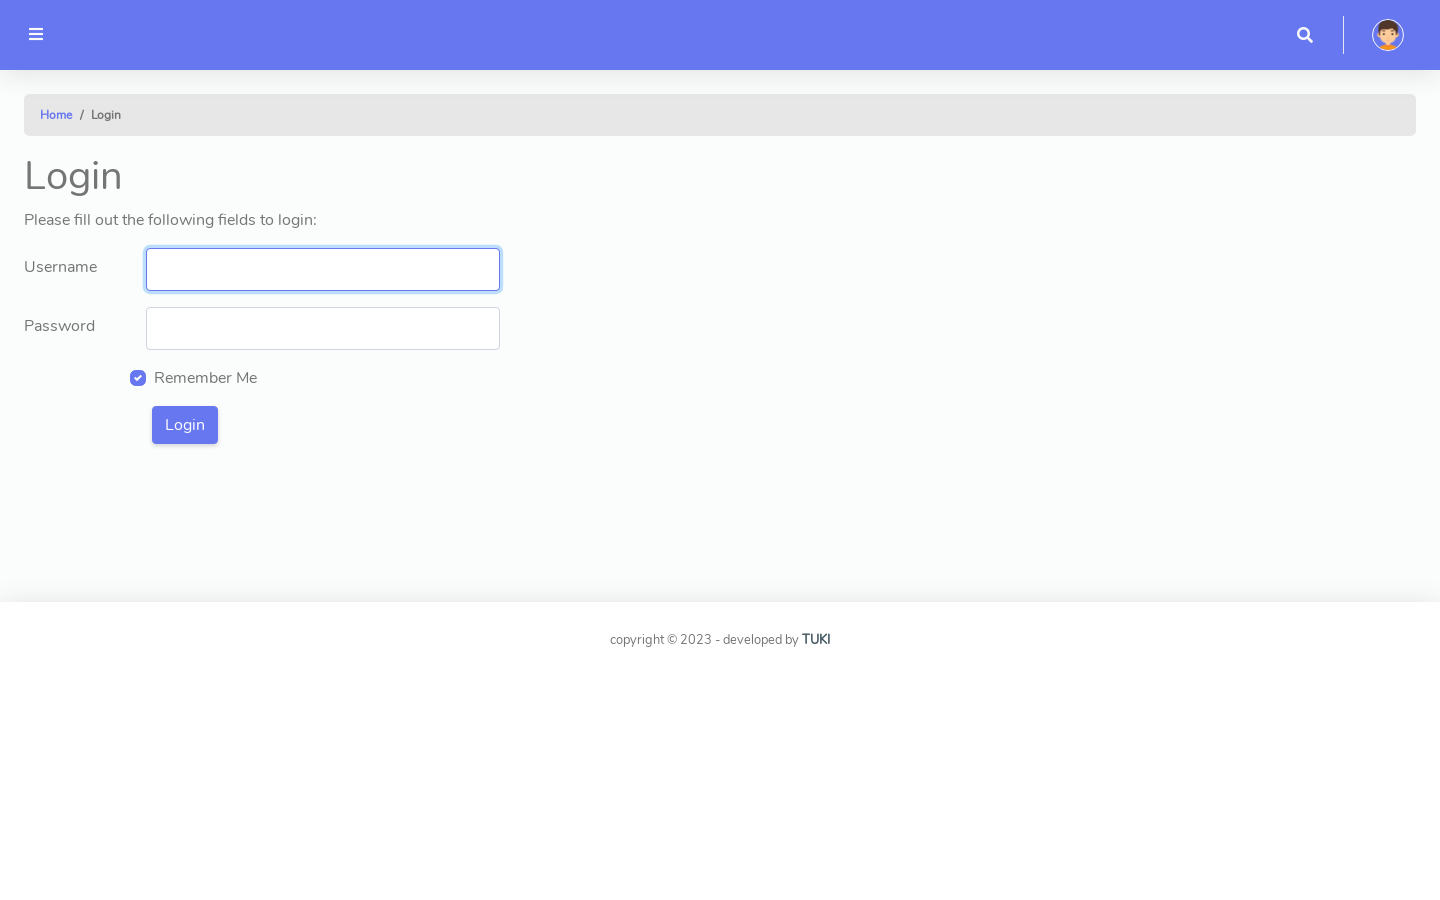 Home / Login
Login
Please fill out the following fields to login:
Username
Password
Remember Me
Login
copyright © 2023 - developed by TUKI